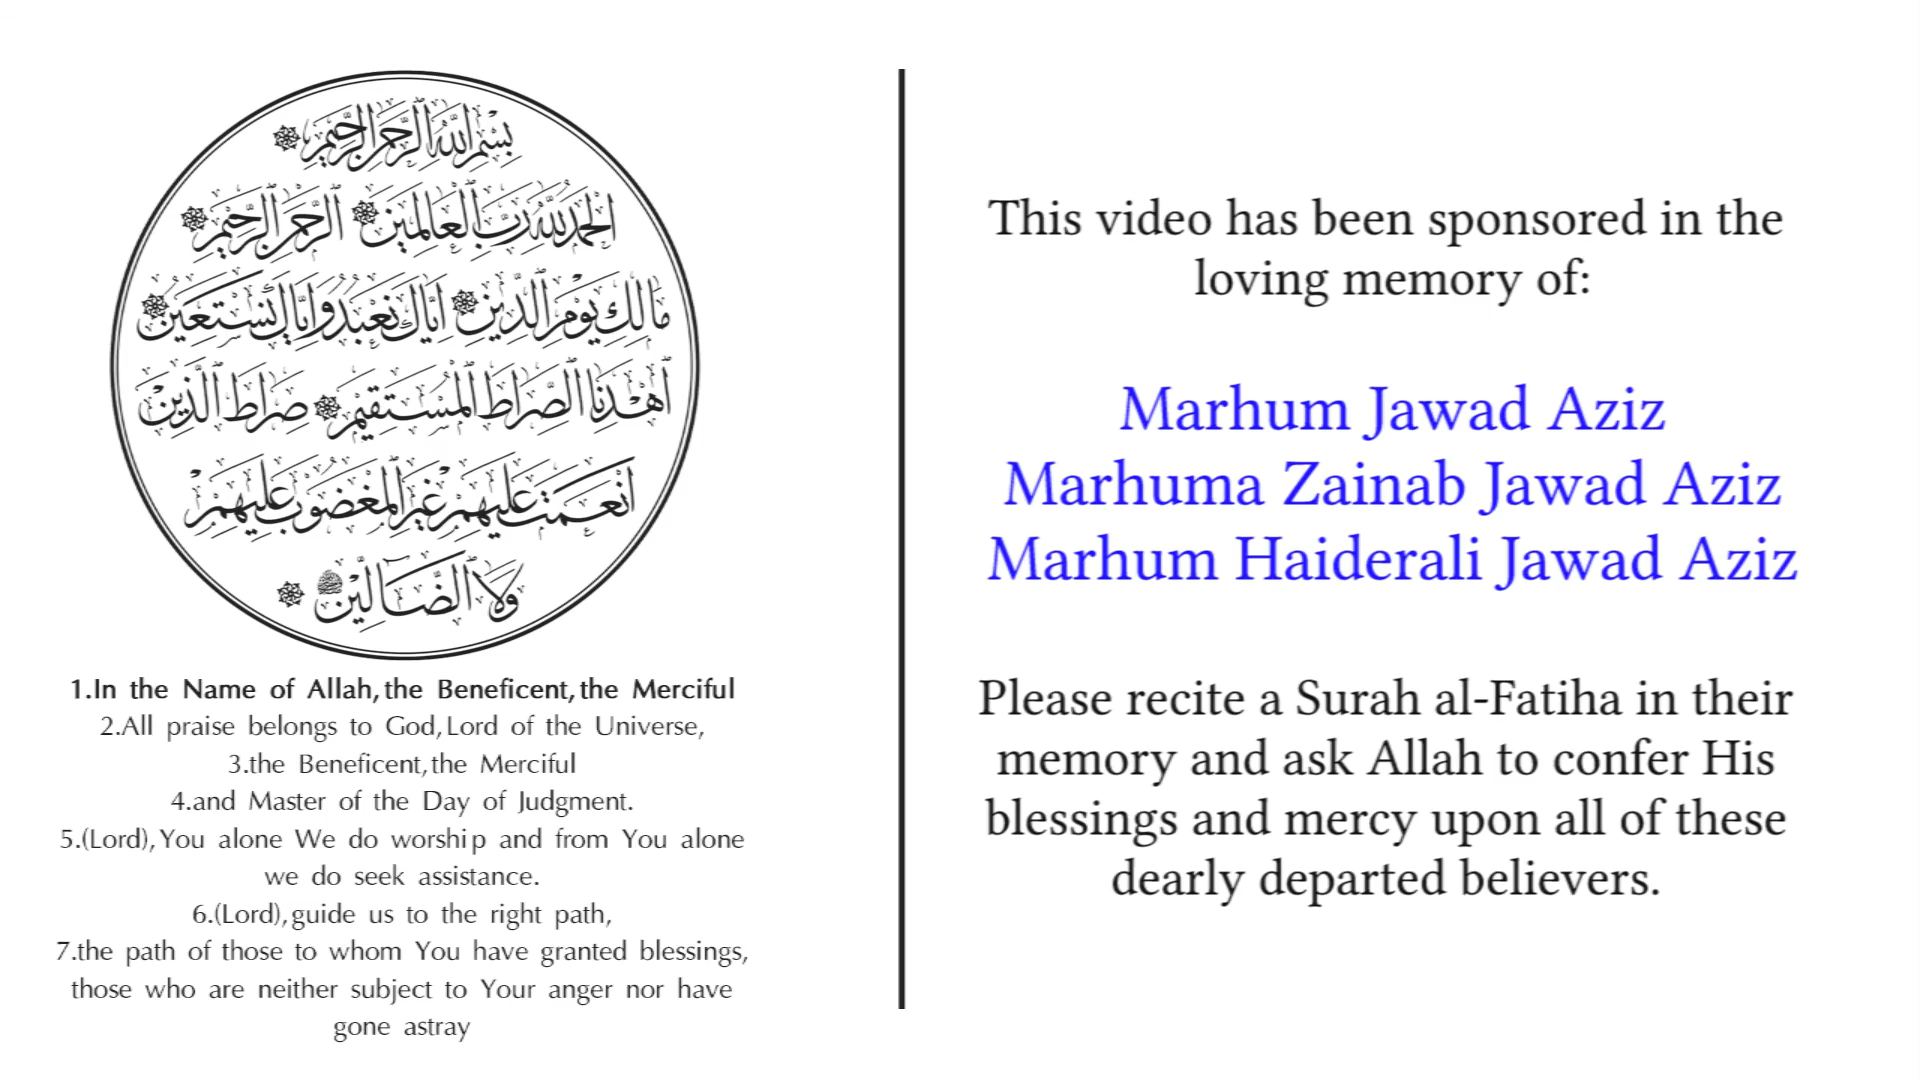 بسم الله الرحمن الرحيم
الحمد لله رب العالمين الرحمن الرحيم
مالك يوم الدين اياك نعبد واياك نستعين
اهدنا الصراط المستقيم صراط الذين
انعمت عليهم غير المغضوب عليهم
ولا الضالين
1.In the Name of Allah,the Beneficent,the Merciful
2.All praise belongs to God,Lord of the Universe,
3.the Beneficent,the Merciful
4.and Master of the Day of Judgment.
5.(Lord),You alone We do worship and from You alone
we do seek assistance.
6.(Lord),guide us to the right path,
7.the path of those to whom You have granted blessings,
those who are neither subject to Your anger nor have
gone astray
This video has been sponsored in the
loving memory of:
Marhum Jawad Aziz
Marhuma Zainab Jawad Aziz
Marhum Haiderali Jawad Aziz
Please recite a Surah al-Fatiha in their
memory and ask Allah to confer His
blessings and mercy upon all of these
dearly departed believers.